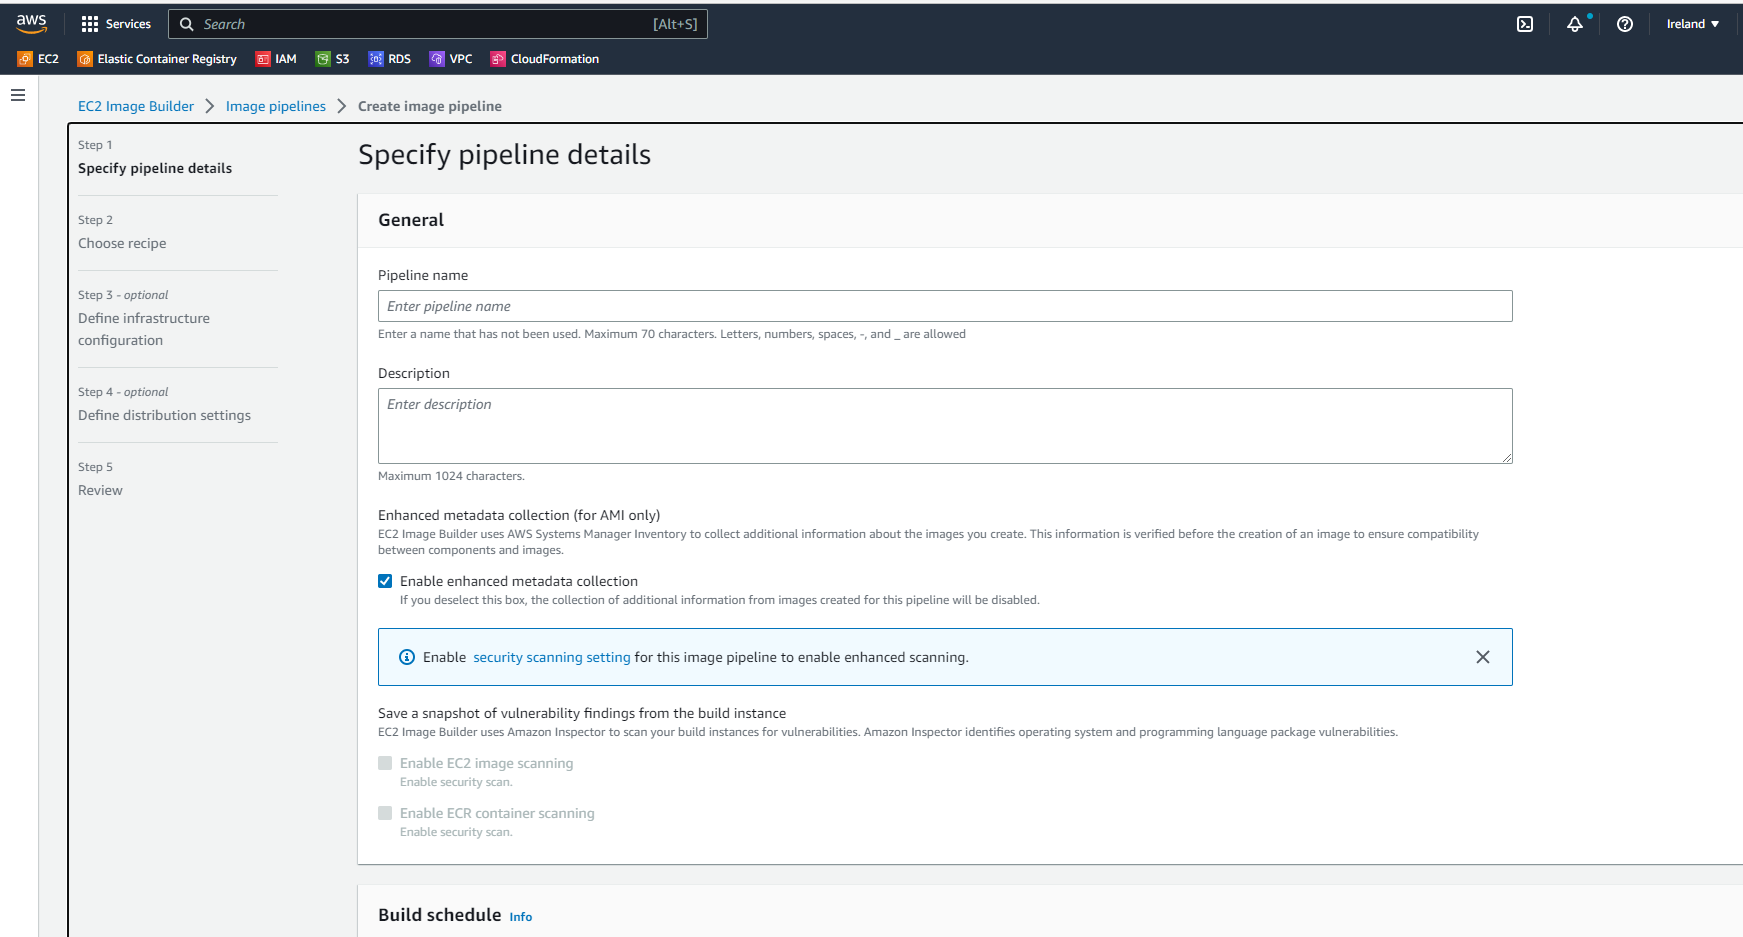 aws Services Search [Alt+S] Ireland
EC2 Elastic Container Registry IAM S3 RDS VPC CloudFormation
EC2 Image Builder Image pipelines Create image pipeline
Step 1
Specify pipeline details
Step 2
Choose recipe
Step 3 - optional
Define infrastructure
configuration
Step 4 - optional
Define distribution settings
Step 5
Review
Specify pipeline details
General
Pipeline name
Enter pipeline name
Enter a name that has not been used. Maximum 70 characters. Letters, numbers, spaces, -, and _ are allowed
Description
Enter description
Maximum 1024 characters.
Enhanced metadata collection (for AMI only)
EC2 Image Builder uses AWS Systems Manager Inventory to collect additional information about the images you create. This information is verified before the creation of an image to ensure compatibility
between components and images.
Enable enhanced metadata collection
If you deselect this box, the collection of additional information from images created for this pipeline will be disabled.
Enable security scanning setting for this image pipeline to enable enhanced scanning.
Save a snapshot of vulnerability findings from the build instance
EC2 Image Builder uses Amazon Inspector to scan your build instances for vulnerabilities. Amazon Inspector identifies operating system and programming language package vulnerabilities.
Enable EC2 image scanning
Enable security scan.
Enable ECR container scanning
Enable security scan.
Build schedule Info